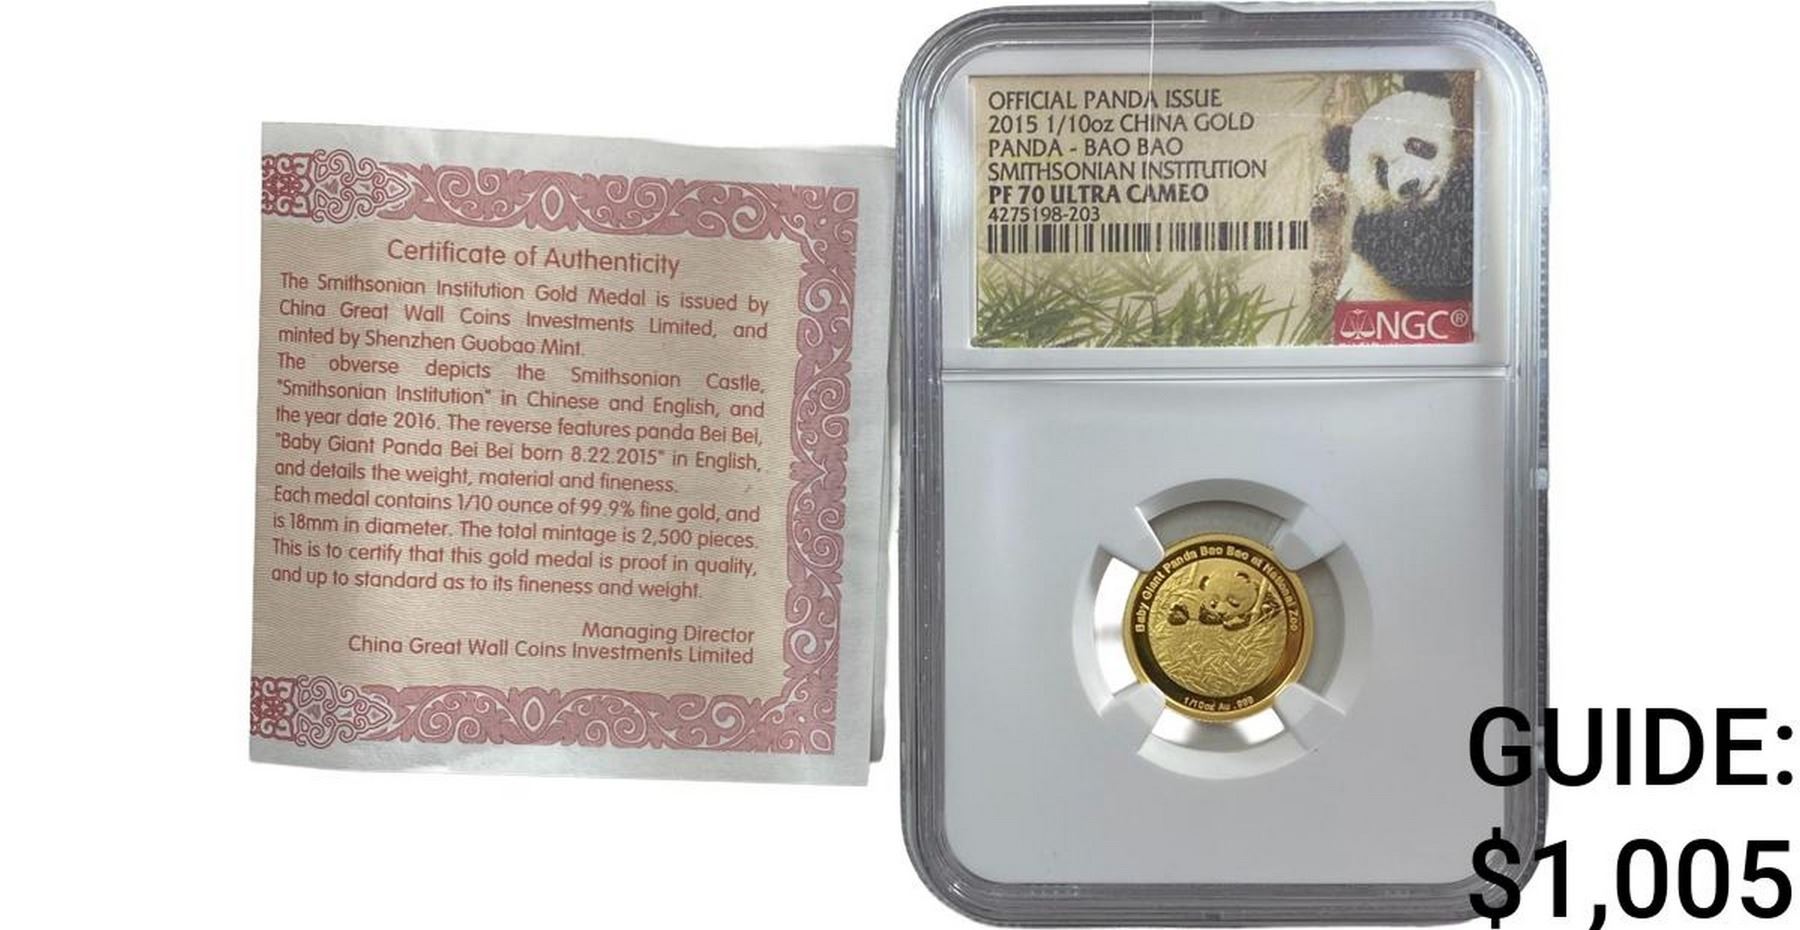 Certificate of Authenticity
The Smithsonian Institution Gold Medal is issued by
China Great Wall Coins Investments Limited, and
minted by Shenzhen Guobao Mint.
The obverse depicts the Smithsonian Castle,
"Smithsonian Institution" in Chinese and English, and
the year date 2016. The reverse features panda Bei Bei,
"Baby Giant Panda Bei Bei born 8.22.2015" in English,
and details the weight, material and fineness.
Each medal contains 1/10 ounce of 99.9% fine gold, and
is 18mm in diameter. The total mintage is 2,500 pieces.
This is to certify that this gold medal is proof in quality,
and up to standard as to its fineness and weight.
Managing Director
China Great Wall Coins Investments Limited
OFFICIAL PANDA ISSUE
2015 1/10oz CHINA GOLD
PANDA - BAO BAO
SMITHSONIAN INSTITUTION
PF 70 ULTRA CAMEO
4275198-203
NGC®
Baby Giant Panda Bao Bao at National Zoo
1/10oz Au .999
GUIDE:
$1,005